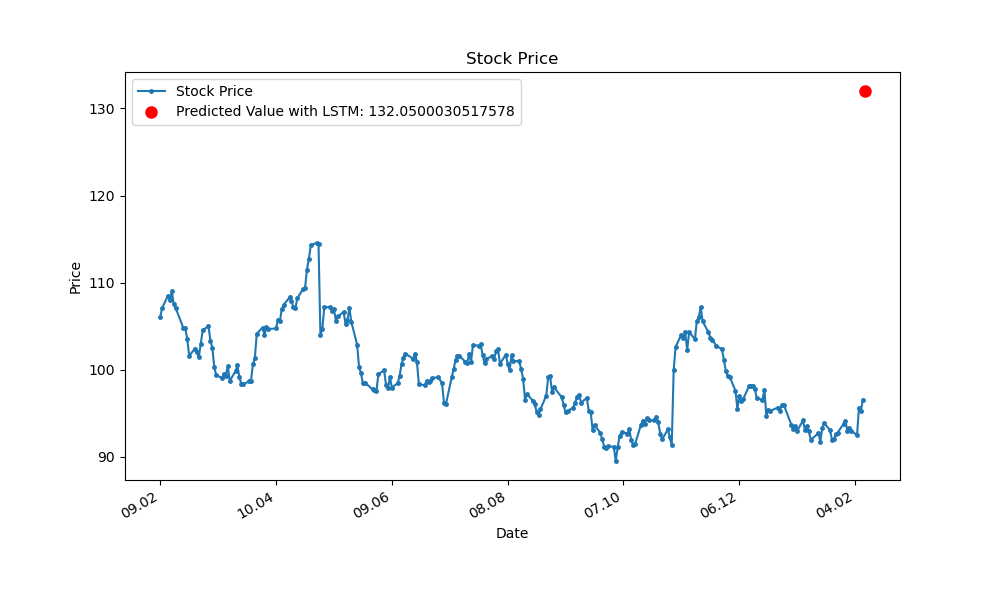 Stock Price
Stock Price
Predicted Value with LSTM: 132.0500030517578
Price
130
120
110
100
90
09.02
10.04
09.06
08.08
07.10
06.12
04.02
Date